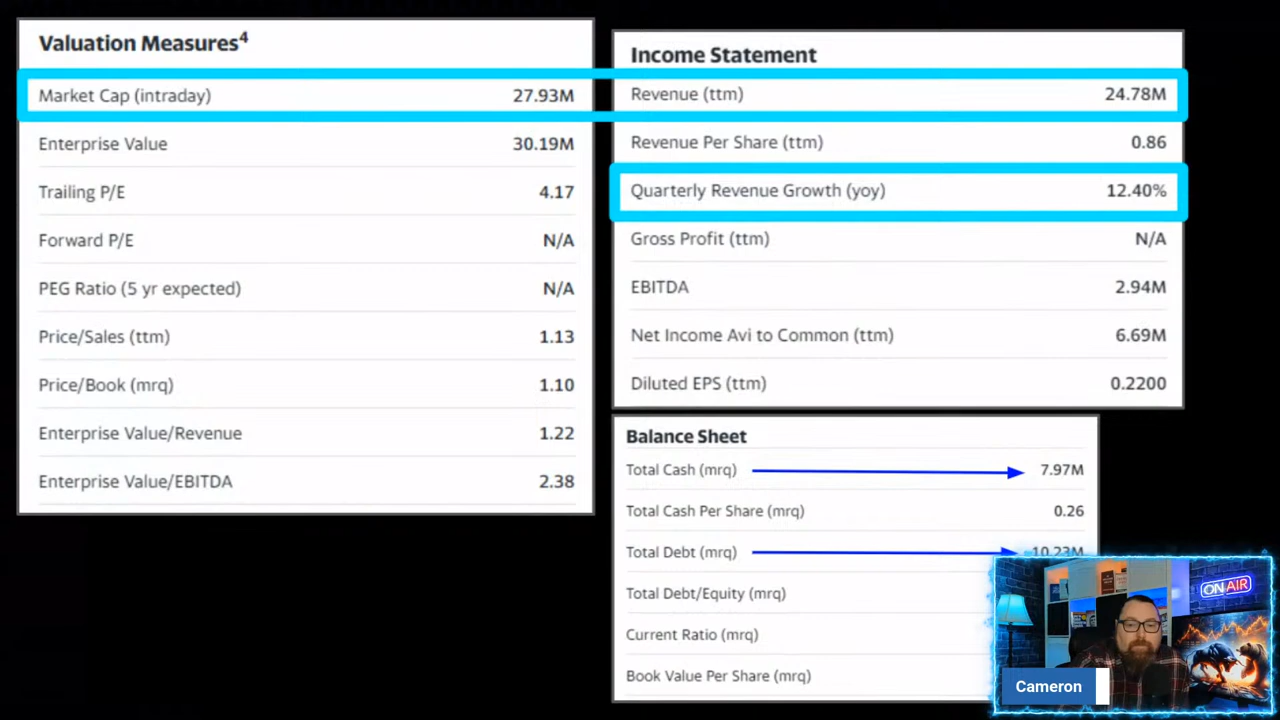 Valuation Measures4
Market Cap (intraday) 27.93M
Enterprise Value 30.19M
Trailing P/E 4.17
Forward P/E N/A
PEG Ratio (5 yr expected) N/A
Price/Sales (ttm) 1.13
Price/Book (mrq) 1.10
Enterprise Value/Revenue 1.22
Enterprise Value/EBITDA 2.38
Income Statement
Revenue (ttm) 24.78M
Revenue Per Share (ttm) 0.86
Quarterly Revenue Growth (yoy) 12.40%
Gross Profit (ttm) N/A
EBITDA 2.94M
Net Income Avi to Common (ttm) 6.69M
Diluted EPS (ttm) 0.2200
Balance Sheet
Total Cash (mrq) 7.97M
Total Cash Per Share (mrq) 0.26
Total Debt (mrq) 10.23M
Total Debt/Equity (mrq)
Current Ratio (mrq)
Book Value Per Share (mrq)
ON AIR
Cameron